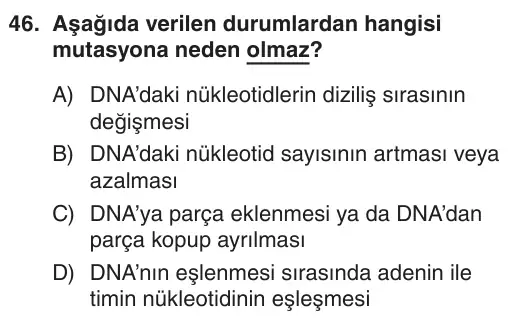 46. Aşağıda verilen durumlardan hangisi
mutasyona neden olmaz?
A) DNA'daki nükleotidlerin diziliş sırasının
değişmesi
B) DNA'daki nükleotid sayısının artması veya
azalması
C) DNA'ya parça eklenmesi ya da DNA'dan
parça kopup ayrılması
D) DNA'nın eşlenmesi sırasında adenin ile
timin nükleotidinin eşleşmesi